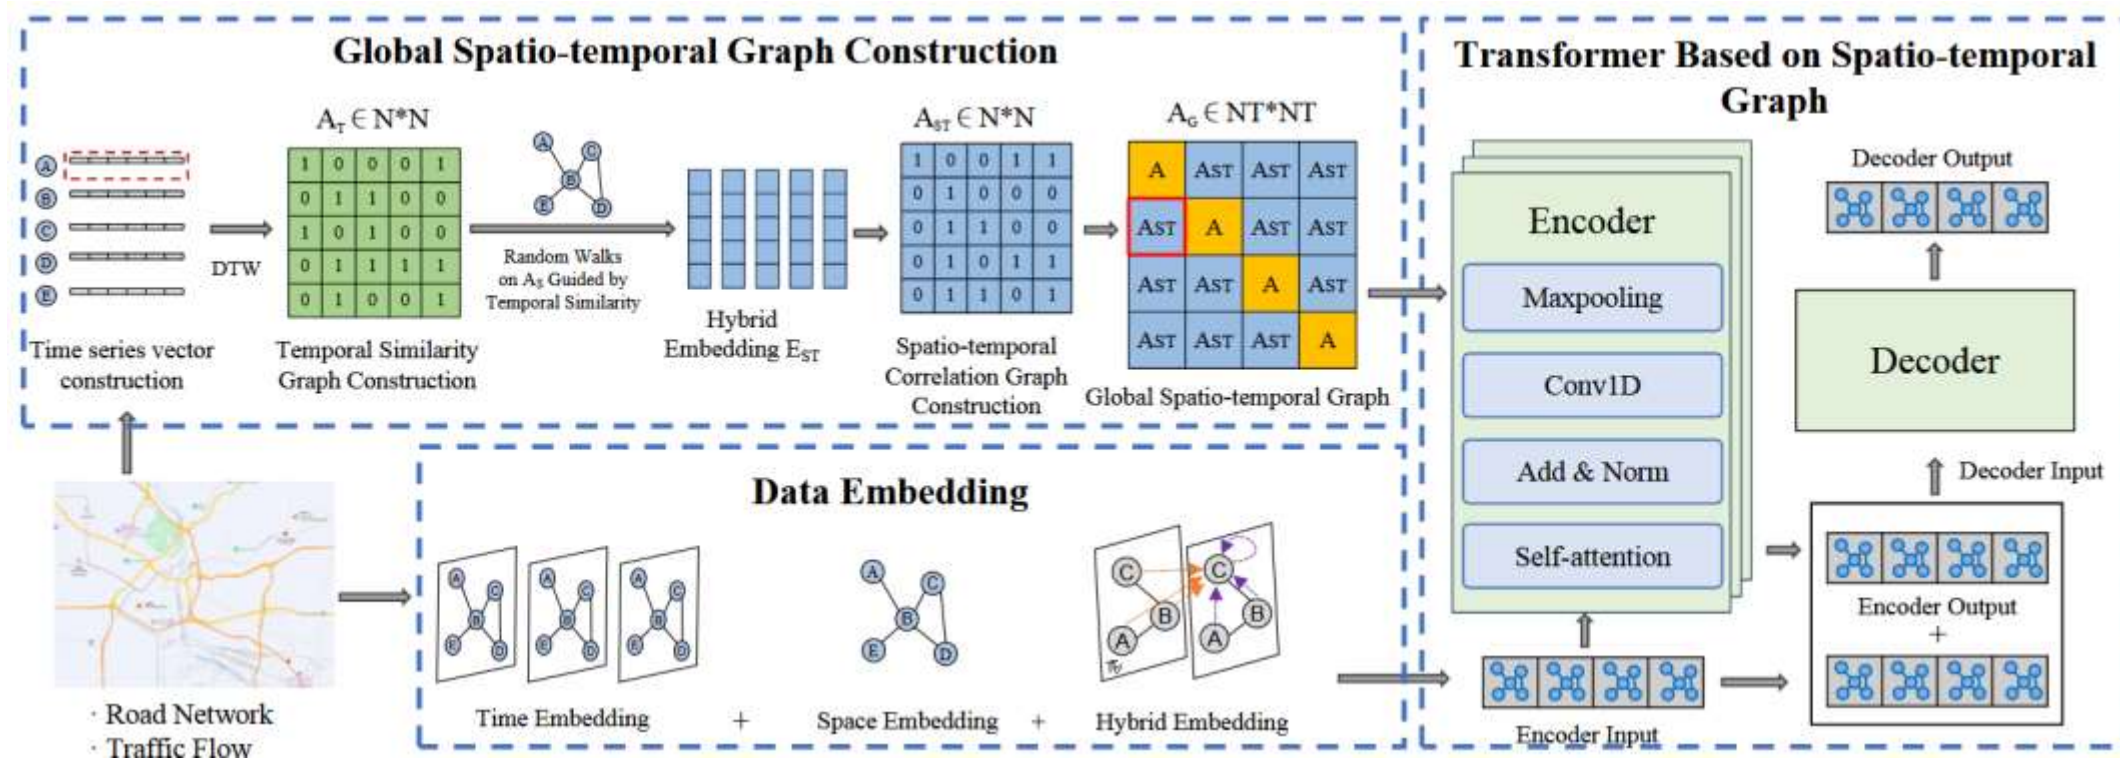 Global Spatio-temporal Graph Construction
A_T ∈ N*N
A_ST ∈ N*N
A_G ∈ NT*NT
A
B
C
D
E
DTW
1 0 0 0 1
0 1 1 0 0
1 0 1 0 0
0 1 1 1 1
0 1 0 0 1
A
C
B
E
D
Random Walks
on A_S Guided by
Temporal Similarity
1 0 0 1 1
0 1 0 0 0
0 1 1 0 0
0 1 0 1 1
0 1 1 0 1
A AST AST AST
AST A AST AST
AST AST A AST
AST AST AST A
Time series vector
construction
Temporal Similarity
Graph Construction
Hybrid
Embedding E_ST
Spatio-temporal
Correlation Graph
Construction
Global Spatio-temporal Graph
· Road Network
· Traffic Flow
Data Embedding
A
C
B
E
D
A
C
B
E
D
A
C
B
E
D
A
C
B
E
D
C
B
A
C
B
A
Time Embedding + Space Embedding + Hybrid Embedding
Transformer Based on Spatio-temporal
Graph
Encoder
Maxpooling
Conv1D
Add & Norm
Self-attention
Encoder Input
Decoder Output
Decoder
Decoder Input
Encoder Output
+